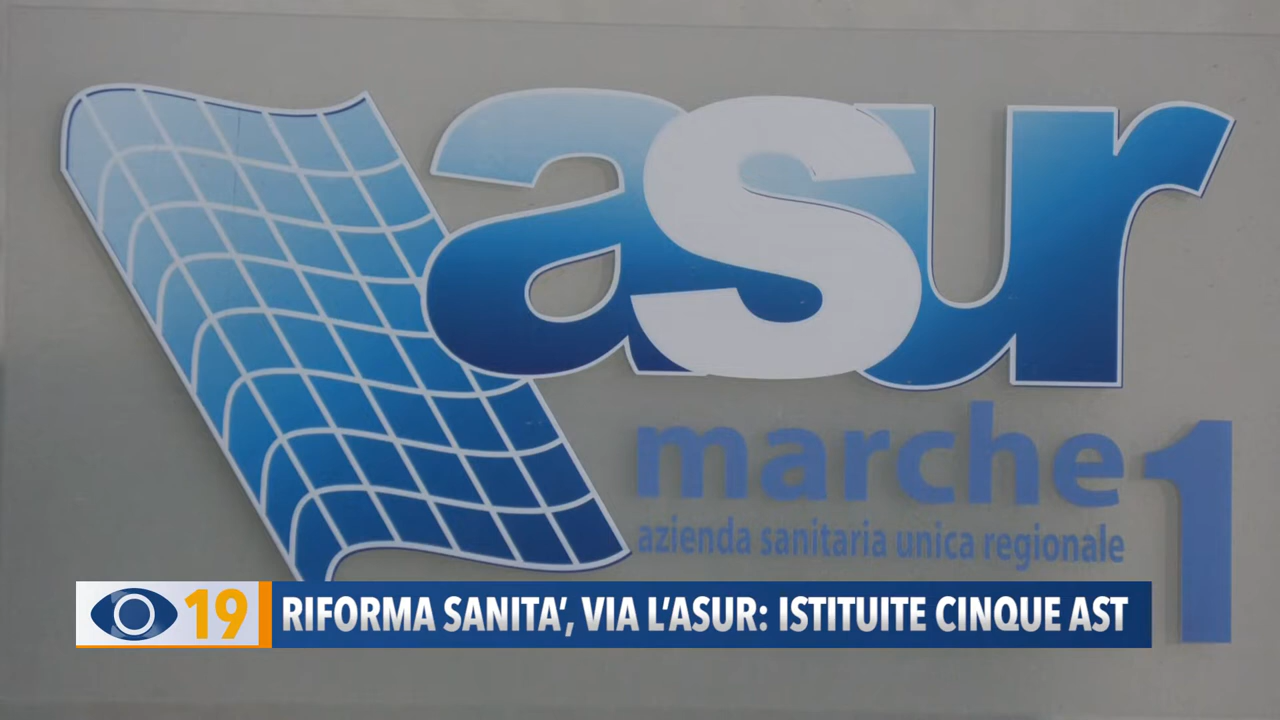 asur
marche 1
azienda sanitaria unica regionale
19 RIFORMA SANITA’, VIA L’ASUR: ISTITUITE CINQUE AST